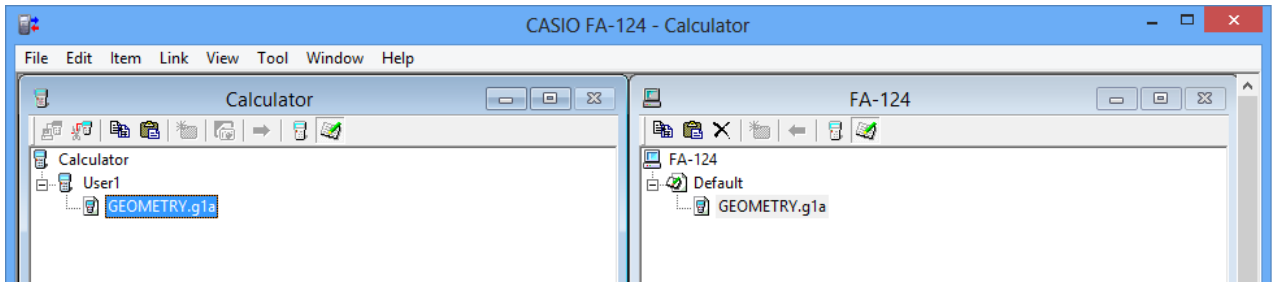 CASIO FA-124 - Calculator
File Edit Item Link View Tool Window Help
Calculator
Calculator
User1
GEOMETRY.g1a
FA-124
FA-124
Default
GEOMETRY.g1a